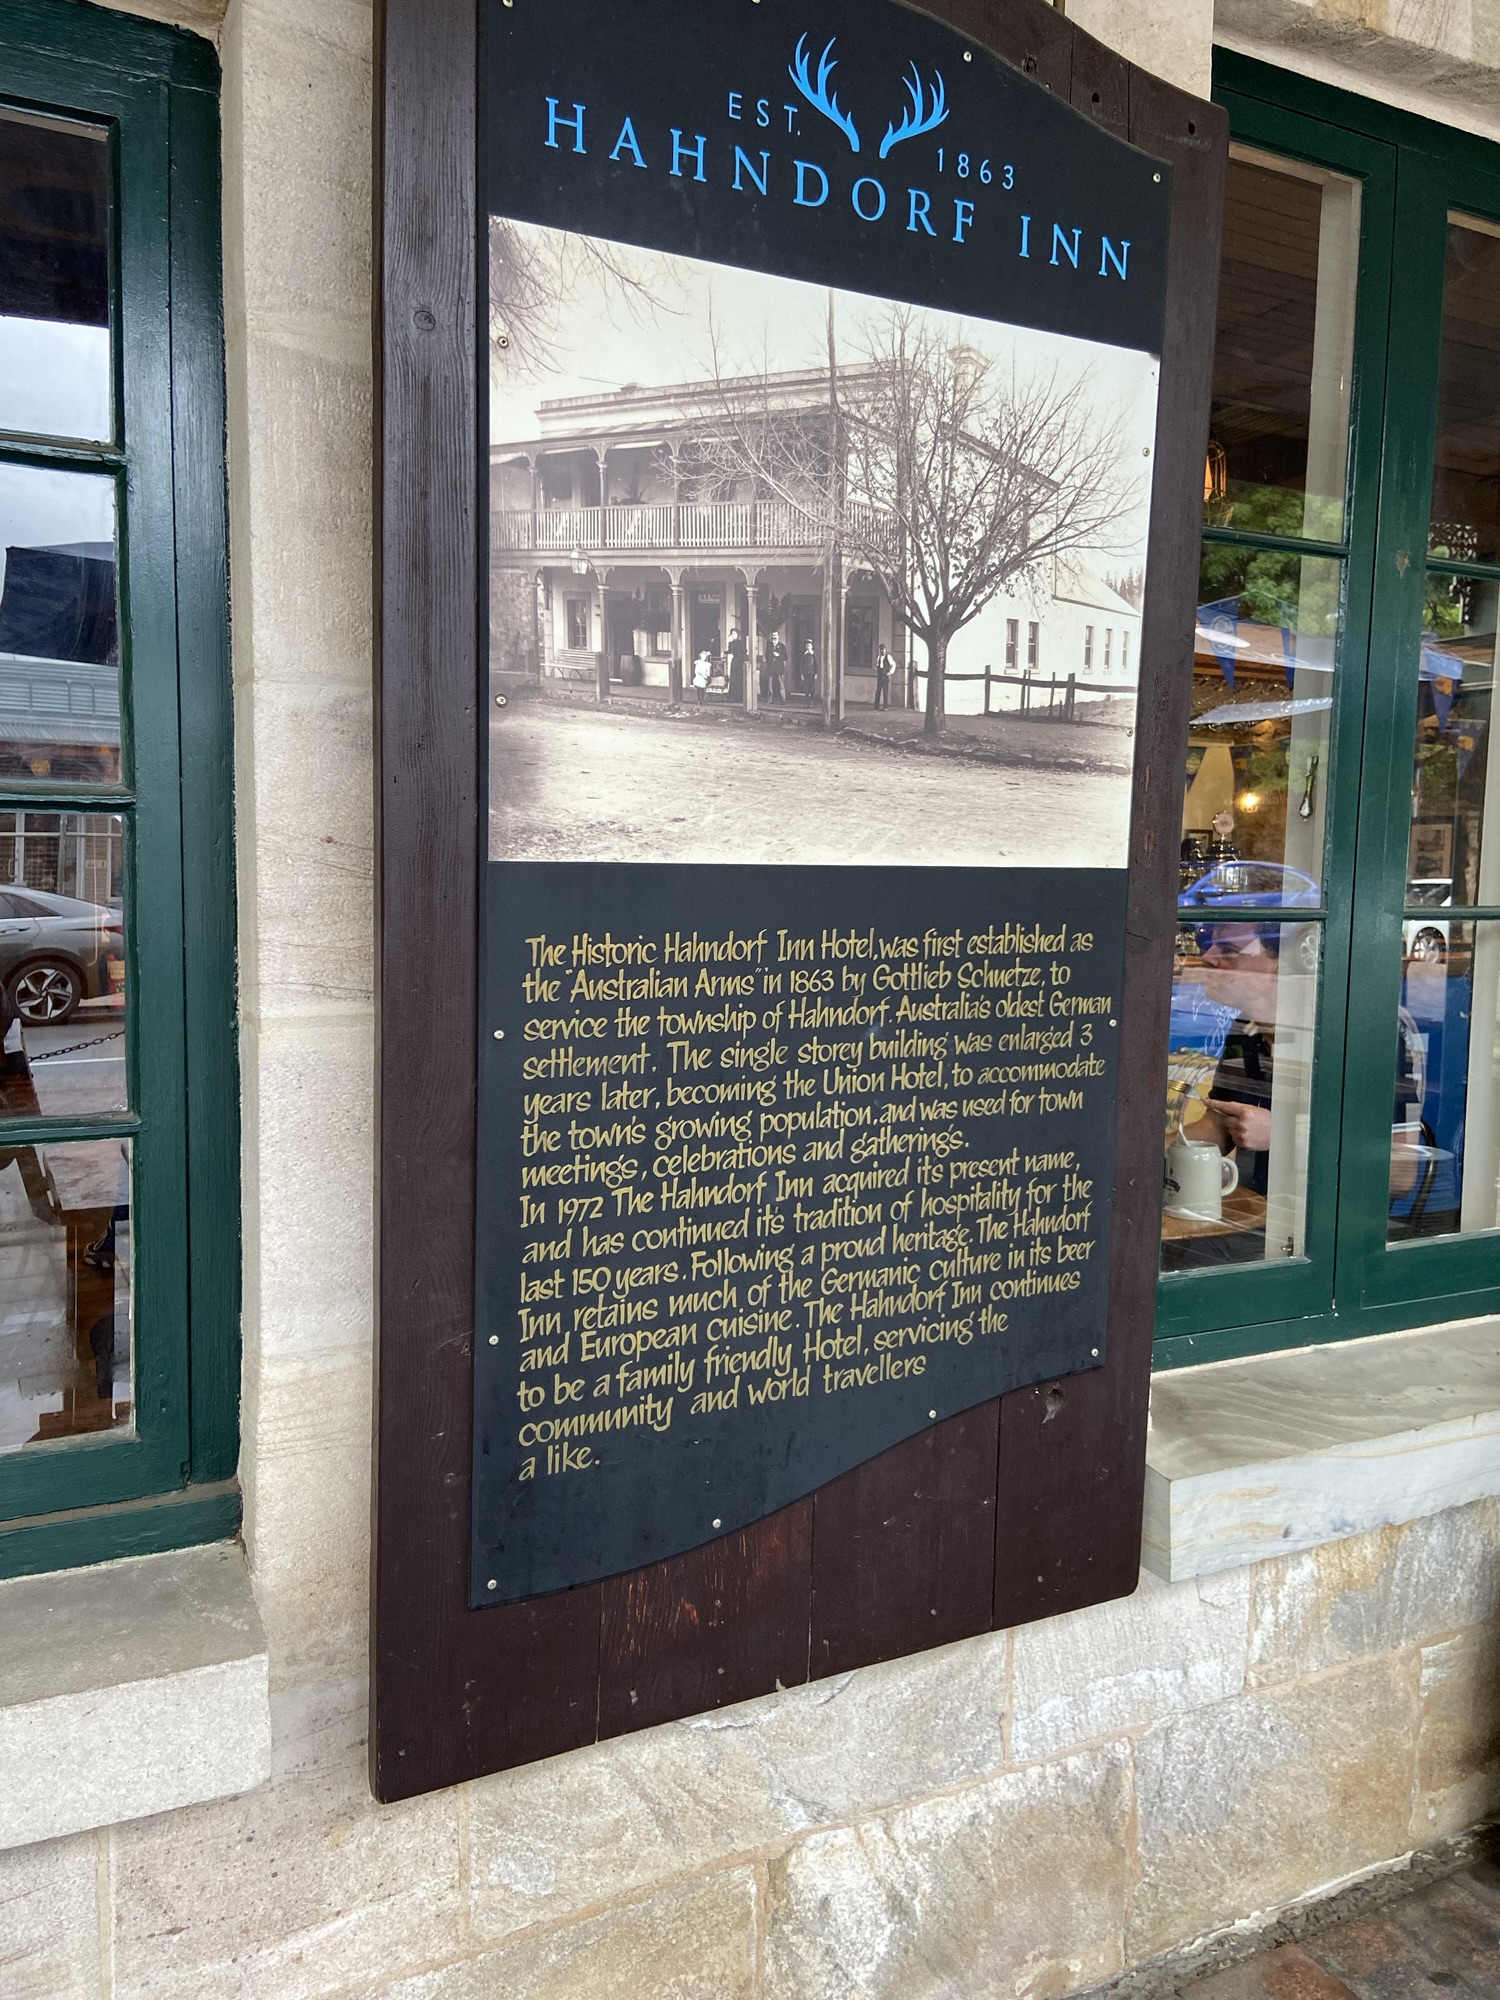 EST. 1863
HAHNDORF INN
The Historic Hahndorf Inn Hotel, was first established as
the "Australian Arms" in 1863 by Gottlieb Schuetze, to
service the township of Hahndorf. Australia's oldest German
settlement. The single storey building was enlarged 3
years later, becoming the Union Hotel, to accommodate
the town's growing population, and was used for town
meeting's, celebrations and gathering's.
In 1972 The Hahndorf Inn acquired it's present name,
and has continued it's tradition of hospitality for the
last 150 years. Following a proud heritage. The Hahndorf
Inn retains much of the Germanic culture in its beer
and European cuisine. The Hahndorf Inn continues
to be a family friendly Hotel, servicing the
community and world travellers
a like.